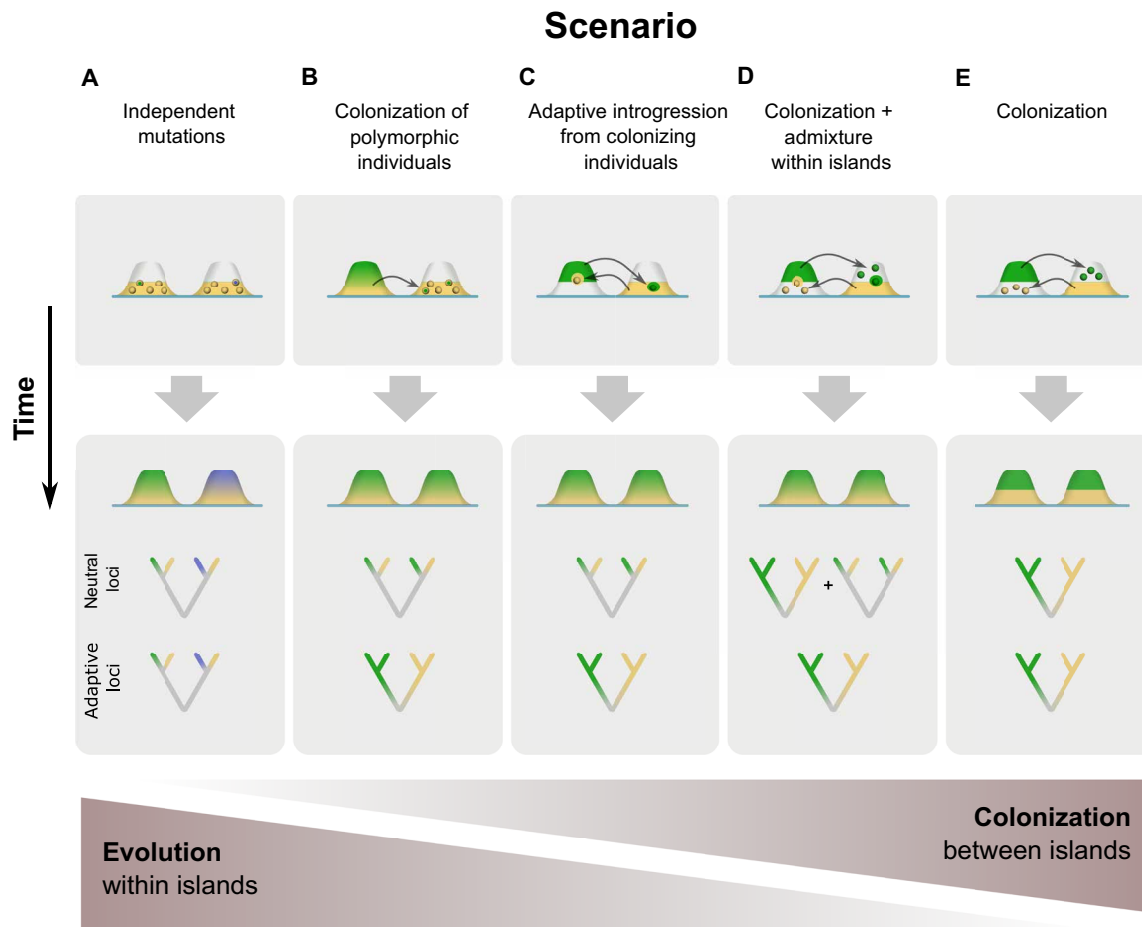 Scenario
A
Independent
mutations
B
Colonization of
polymorphic
individuals
C
Adaptive introgression
from colonizing
individuals
D
Colonization +
admixture
within islands
E
Colonization
Time
Neutral
loci
+
Adaptive
loci
Evolution
within islands
Colonization
between islands